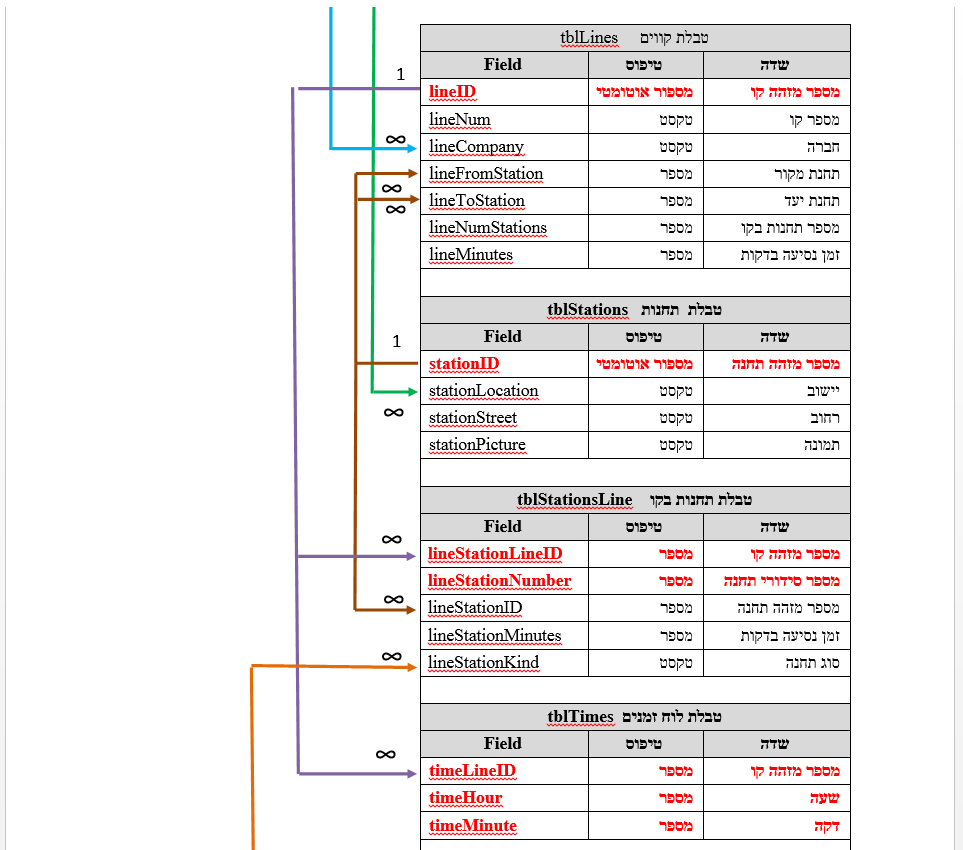 טבלת קווים tblLines
Field טיפוס שדה
1
lineID מספור אוטומטי מספר מזהה קו
lineNum טקסט מספר קו
∞
lineCompany טקסט חברה
lineFromStation מספר תחנת מקור
∞
lineToStation מספר תחנת יעד
∞
lineNumStations מספר מספר תחנות בקו
lineMinutes מספר זמן נסיעה בדקות
טבלת תחנות tblStations
Field טיפוס שדה
1
stationID מספור אוטומטי מספר מזהה תחנה
stationLocation טקסט יישוב
∞
stationStreet טקסט רחוב
stationPicture טקסט תמונה
טבלת תחנות בקו tblStationsLine
Field טיפוס שדה
∞
lineStationLineID מספר מספר מזהה קו
lineStationNumber מספר מספר סידורי תחנה
∞
lineStationID מספר מספר מזהה תחנה
lineStationMinutes מספר זמן נסיעה בדקות
∞
lineStationKind טקסט סוג תחנה
טבלת לוח זמנים tblTimes
Field טיפוס שדה
∞
timeLineID מספר מספר מזהה קו
timeHour מספר שעה
timeMinute מספר דקה